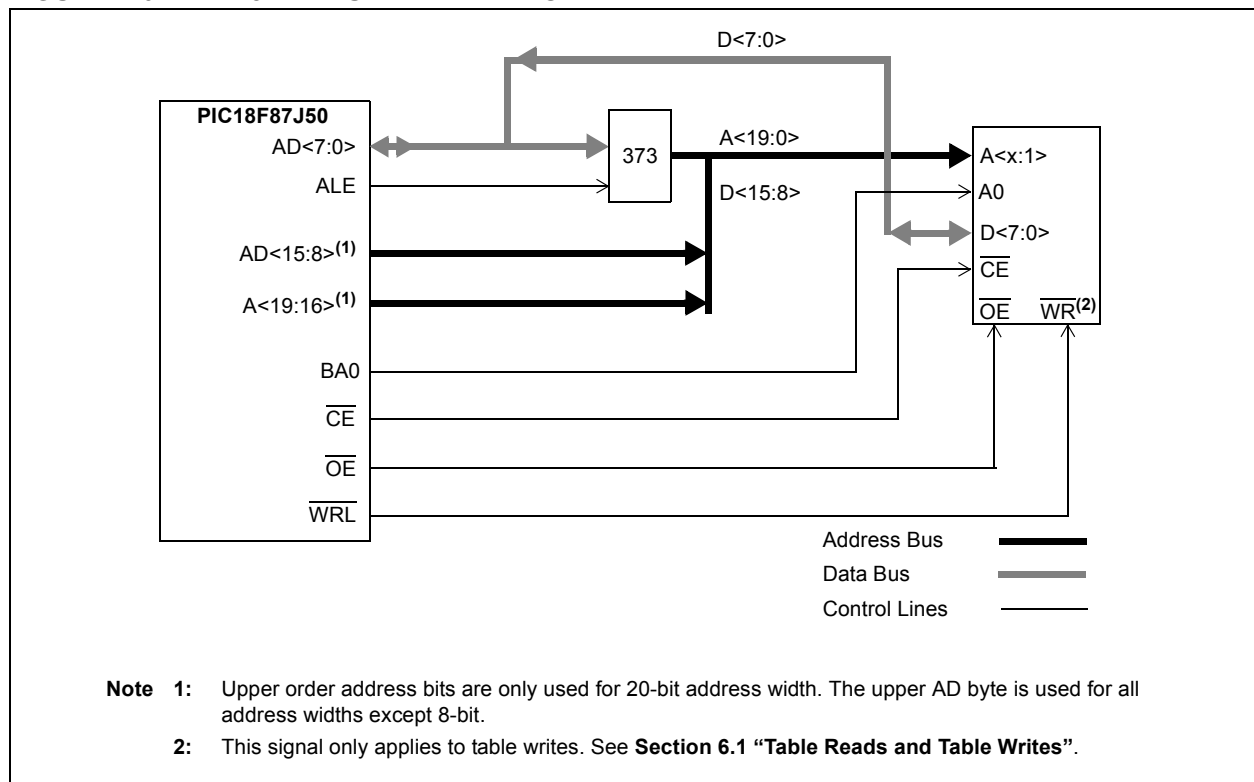 D<7:0>
PIC18F87J50
AD<7:0>
373
A<19:0>
A<x:1>
ALE
D<15:8>
A0
AD<15:8>(1)
D<7:0>
CE
A<19:16>(1)
OE WR(2)
BA0
CE
OE
WRL
Address Bus
Data Bus
Control Lines
Note 1: Upper order address bits are only used for 20-bit address width. The upper AD byte is used for all
address widths except 8-bit.
2: This signal only applies to table writes. See Section 6.1 “Table Reads and Table Writes”.